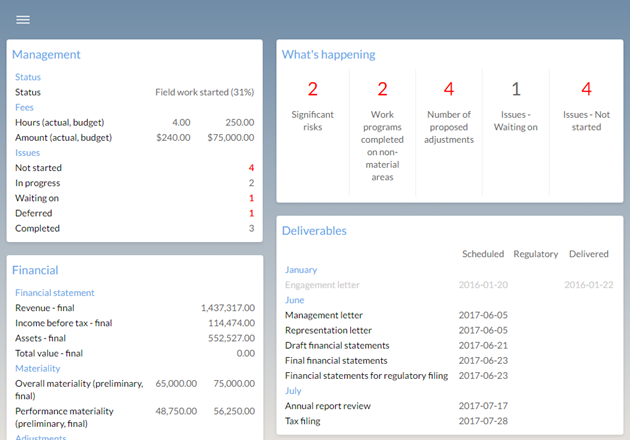 Management
Status
Status Field work started (31%)
Fees
Hours (actual, budget) 4.00 250.00
Amount (actual, budget) $240.00 $75,000.00
Issues
Not started 4
In progress 2
Waiting on 1
Deferred 1
Completed 3
Financial
Financial statement
Revenue - final 1,437,317.00
Income before tax - final 114,474.00
Assets - final 552,527.00
Total value - final 0.00
Materiality
Overall materiality (preliminary, 65,000.00 75,000.00
final)
Performance materiality 48,750.00 56,250.00
(preliminary, final)
Adjustments
What's happening
2 2 4 1 4
Significant
risks
Work
programs
completed
on non-
material
areas
Number of
proposed
adjustments
Issues -
Waiting on
Issues - Not
started
Deliverables
Scheduled Regulatory Delivered
January
Engagement letter 2016-01-20 2016-01-22
June
Management letter 2017-06-05
Representation letter 2017-06-05
Draft financial statements 2017-06-21
Final financial statements 2017-06-23
Financial statements for regulatory filing 2017-06-23
July
Annual report review 2017-07-17
Tax filing 2017-07-28